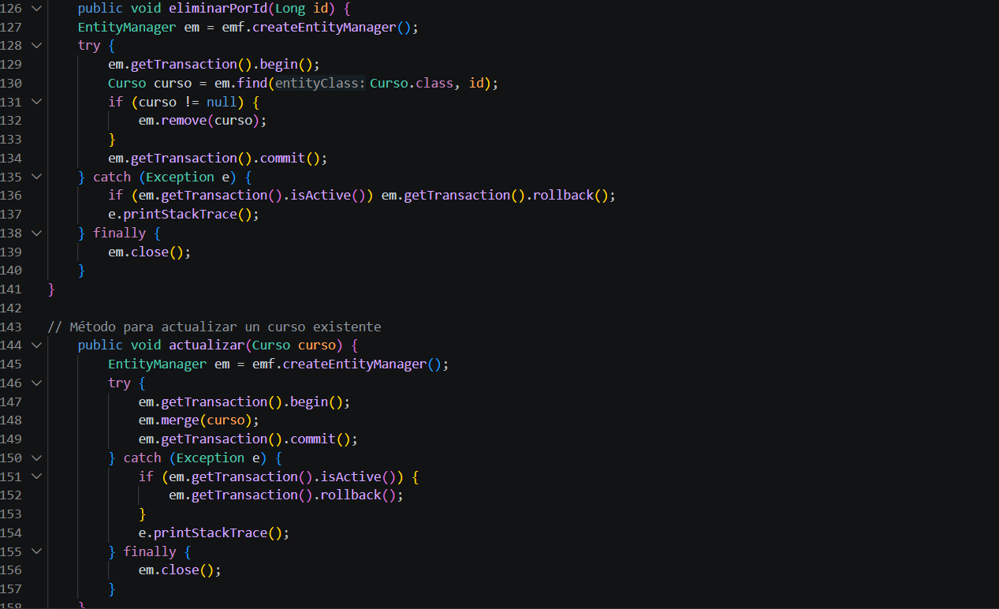 126 public void eliminarPorId(Long id) {
127 EntityManager em = emf.createEntityManager();
128 try {
129 em.getTransaction().begin();
130 Curso curso = em.find(entityClass: Curso.class, id);
131 if (curso != null) {
132 em.remove(curso);
133 }
134 em.getTransaction().commit();
135 } catch (Exception e) {
136 if (em.getTransaction().isActive()) em.getTransaction().rollback();
137 e.printStackTrace();
138 } finally {
139 em.close();
140 }
141 }
142
143 // Método para actualizar un curso existente
144 public void actualizar(Curso curso) {
145 EntityManager em = emf.createEntityManager();
146 try {
147 em.getTransaction().begin();
148 em.merge(curso);
149 em.getTransaction().commit();
150 } catch (Exception e) {
151 if (em.getTransaction().isActive()) {
152 em.getTransaction().rollback();
153 }
154 e.printStackTrace();
155 } finally {
156 em.close();
157 }
158 }